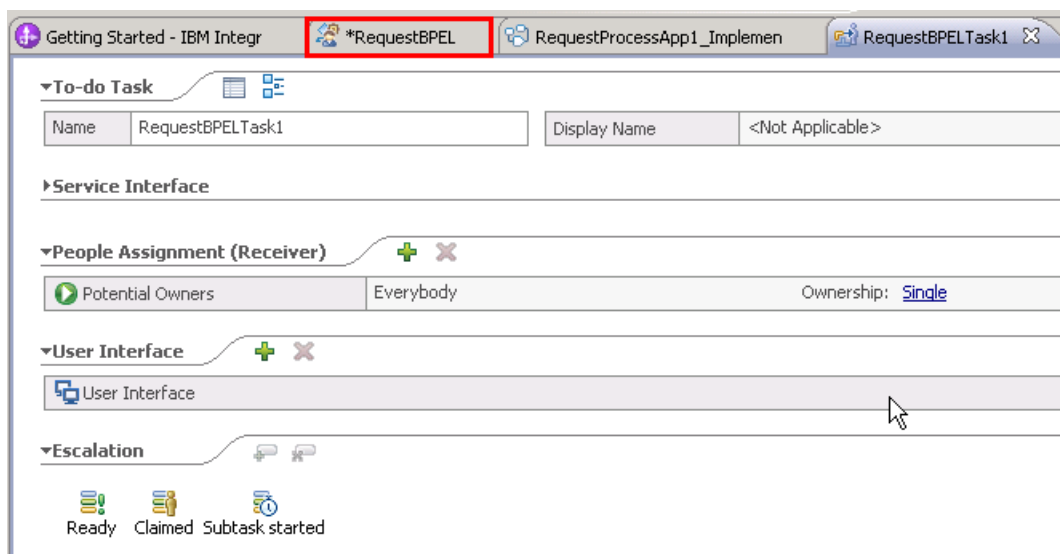 Getting Started - IBM Integr *RequestBPEL RequestProcessApp1_Implemen RequestBPELTask1
To-do Task
Name RequestBPELTask1 Display Name <Not Applicable>
Service Interface
People Assignment (Receiver)
Potential Owners Everybody Ownership: Single
User Interface
User Interface
Escalation
Ready Claimed Subtask started